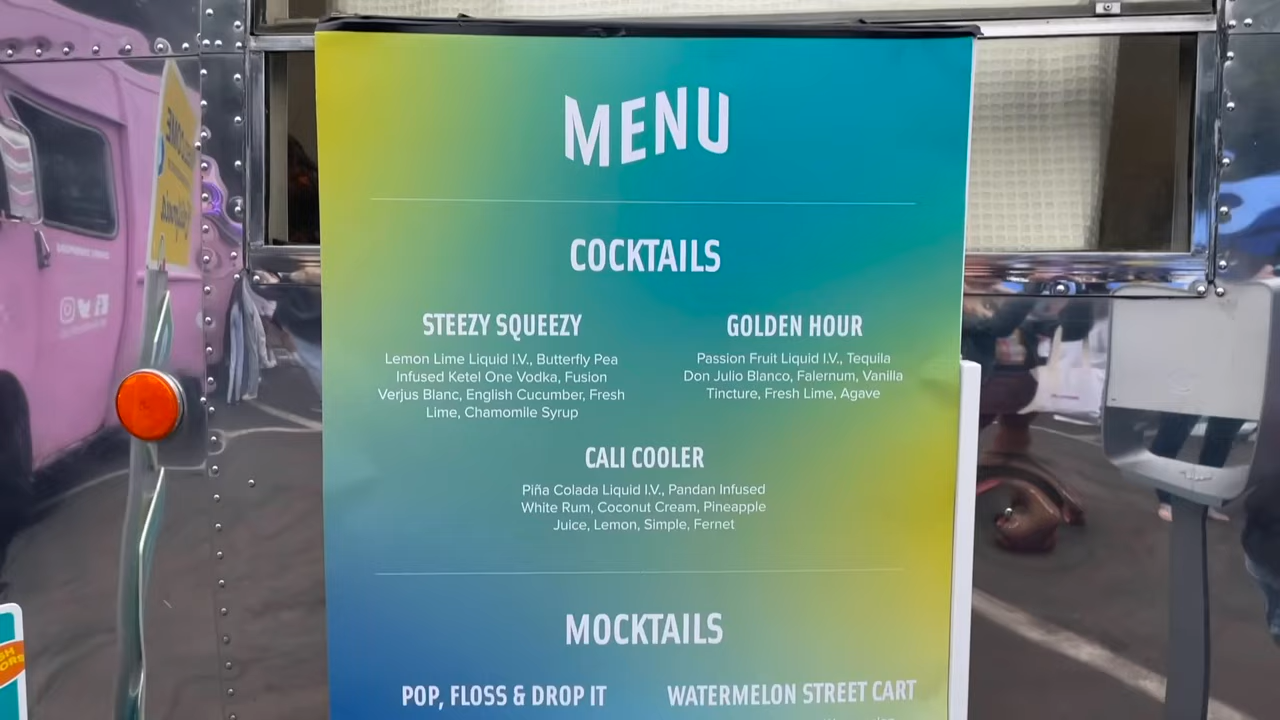 MENU
COCKTAILS
STEEZY SQUEEZY
Lemon Lime Liquid I.V., Butterfly Pea
Infused Ketel One Vodka, Fusion
Verjus Blanc, English Cucumber, Fresh
Lime, Chamomile Syrup
GOLDEN HOUR
Passion Fruit Liquid I.V., Tequila
Don Julio Blanco, Falernum, Vanilla
Tincture, Fresh Lime, Agave
CALI COOLER
Piña Colada Liquid I.V., Pandan Infused
White Rum, Coconut Cream, Pineapple
Juice, Lemon, Simple, Fernet
MOCKTAILS
POP, FLOSS & DROP IT
WATERMELON STREET CART